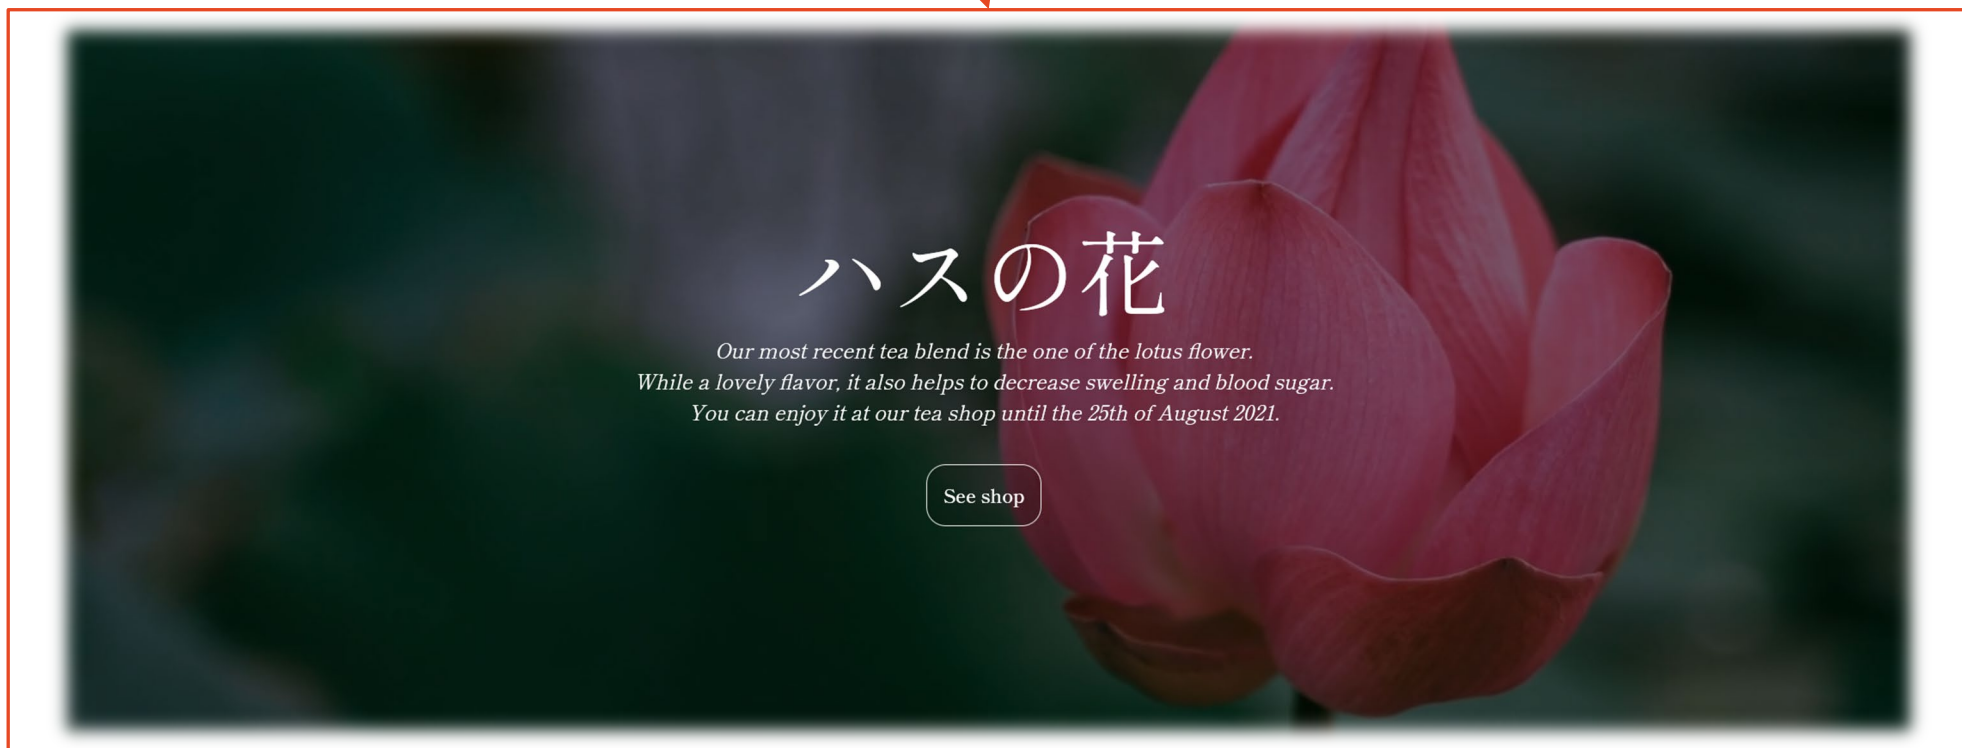 ハスの花
Our most recent tea blend is the one of the lotus flower.
While a lovely flavor, it also helps to decrease swelling and blood sugar.
You can enjoy it at our tea shop until the 25th of August 2021.
See shop